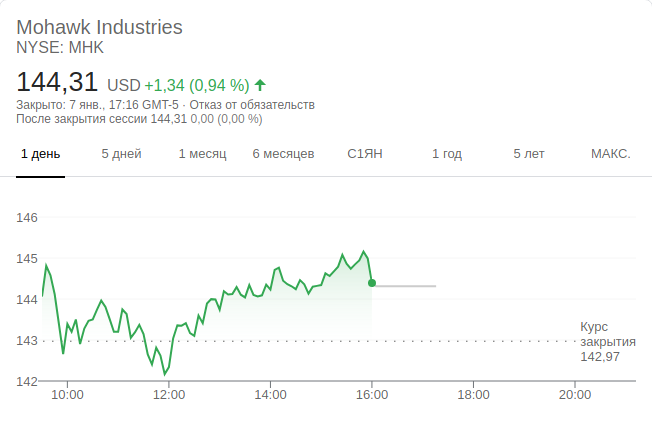 Mohawk Industries
NYSE: MHK
144,31 USD +1,34 (0,94 %)
Закрыто: 7 янв., 17:16 GMT-5 · Отказ от обязательств
После закрытия сессии 144,31 0,00 (0,00 %)
1 день 5 дней 1 месяц 6 месяцев С1ЯН 1 год 5 лет МАКС.
146
145
144
143
142
Курс
закрытия
142,97
10:00 12:00 14:00 16:00 18:00 20:00